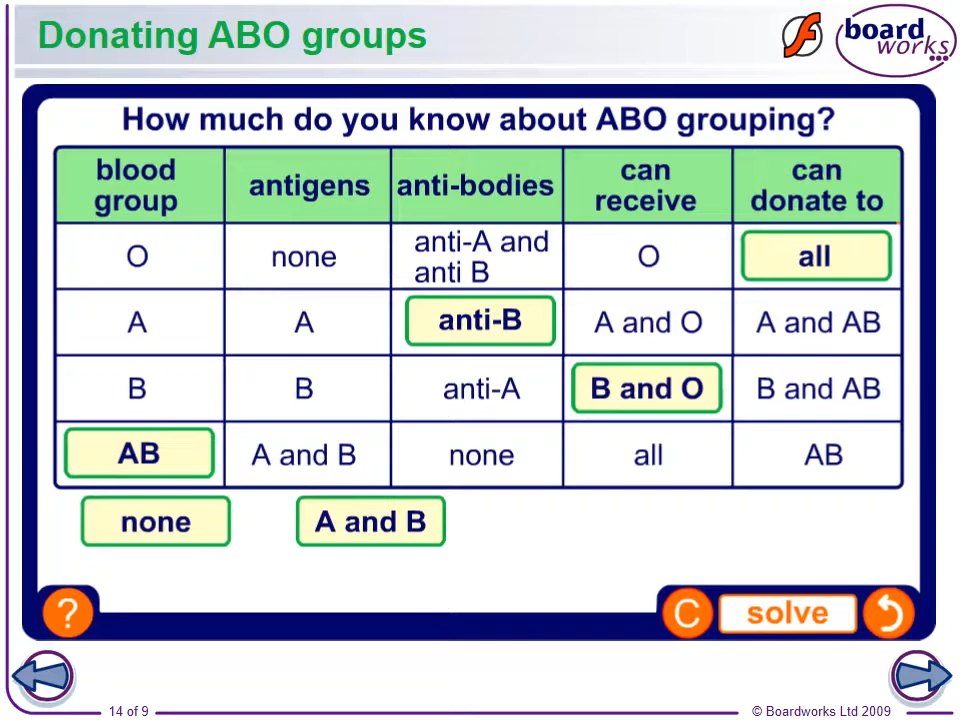 Donating ABO groups
board
works
How much do you know about ABO grouping?
blood group antigens anti-bodies can receive can donate to
O none anti-A and anti B O all
A A anti-B A and O A and AB
B B anti-A B and O B and AB
AB A and B none all AB
none A and B
? C solve
14 of 9 © Boardworks Ltd 2009